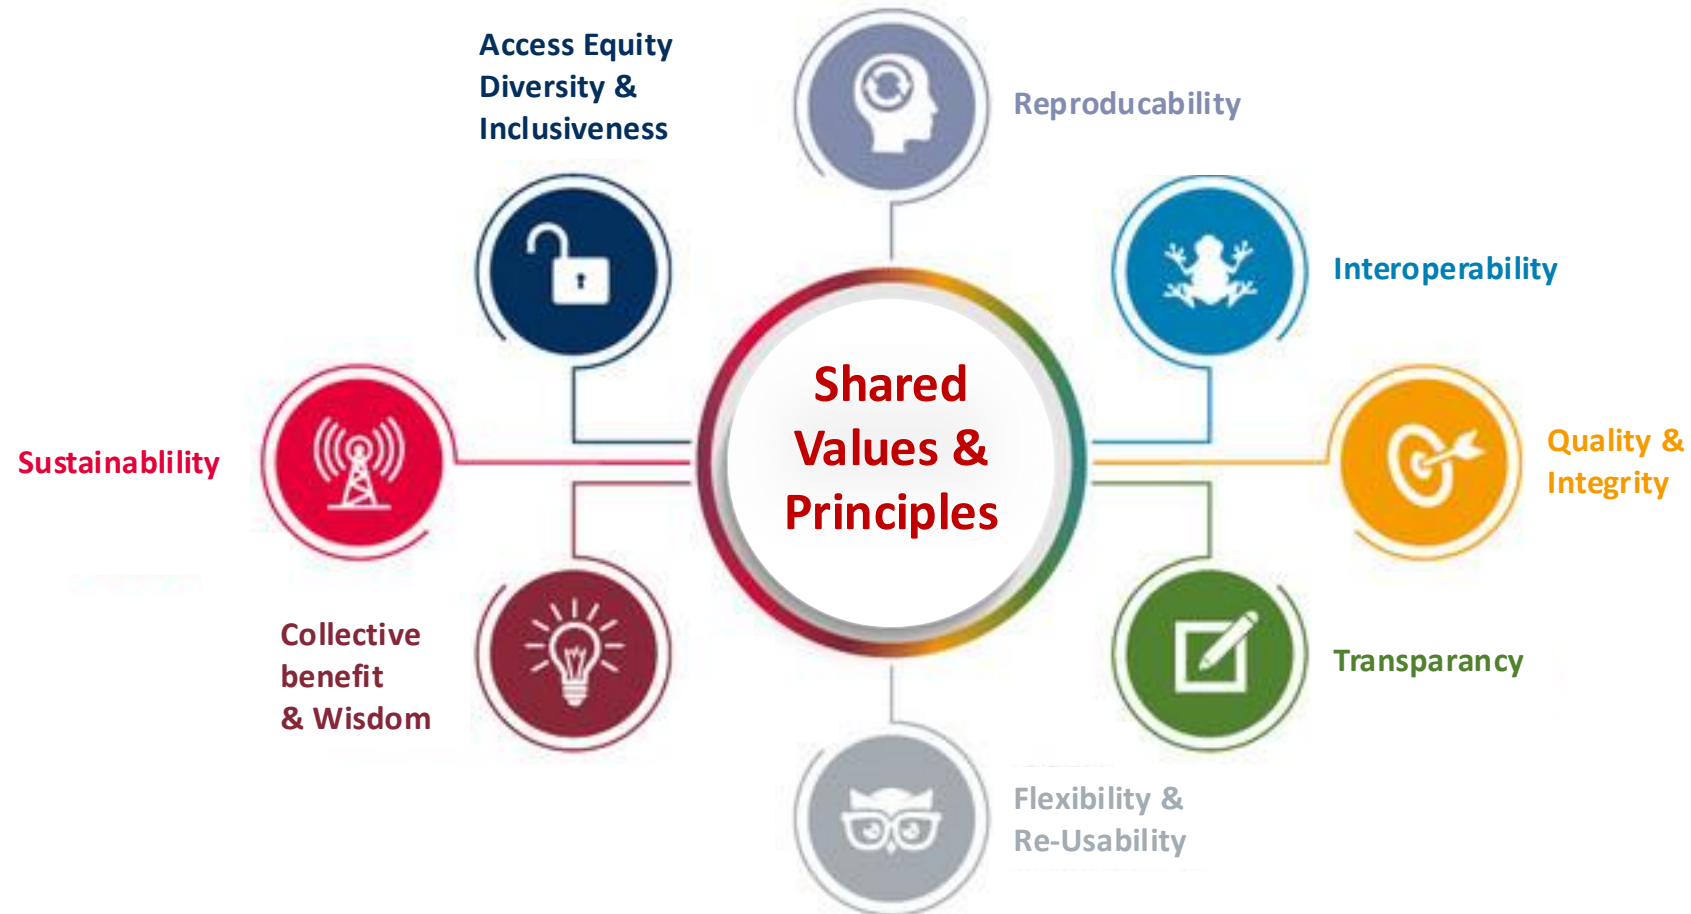 Access Equity
Diversity &
Inclusiveness
Reproducability
Interoperability
Shared
Values &
Principles
Quality &
Integrity
Sustainablility
Collective
benefit
& Wisdom
Transparancy
Flexibility &
Re-Usability